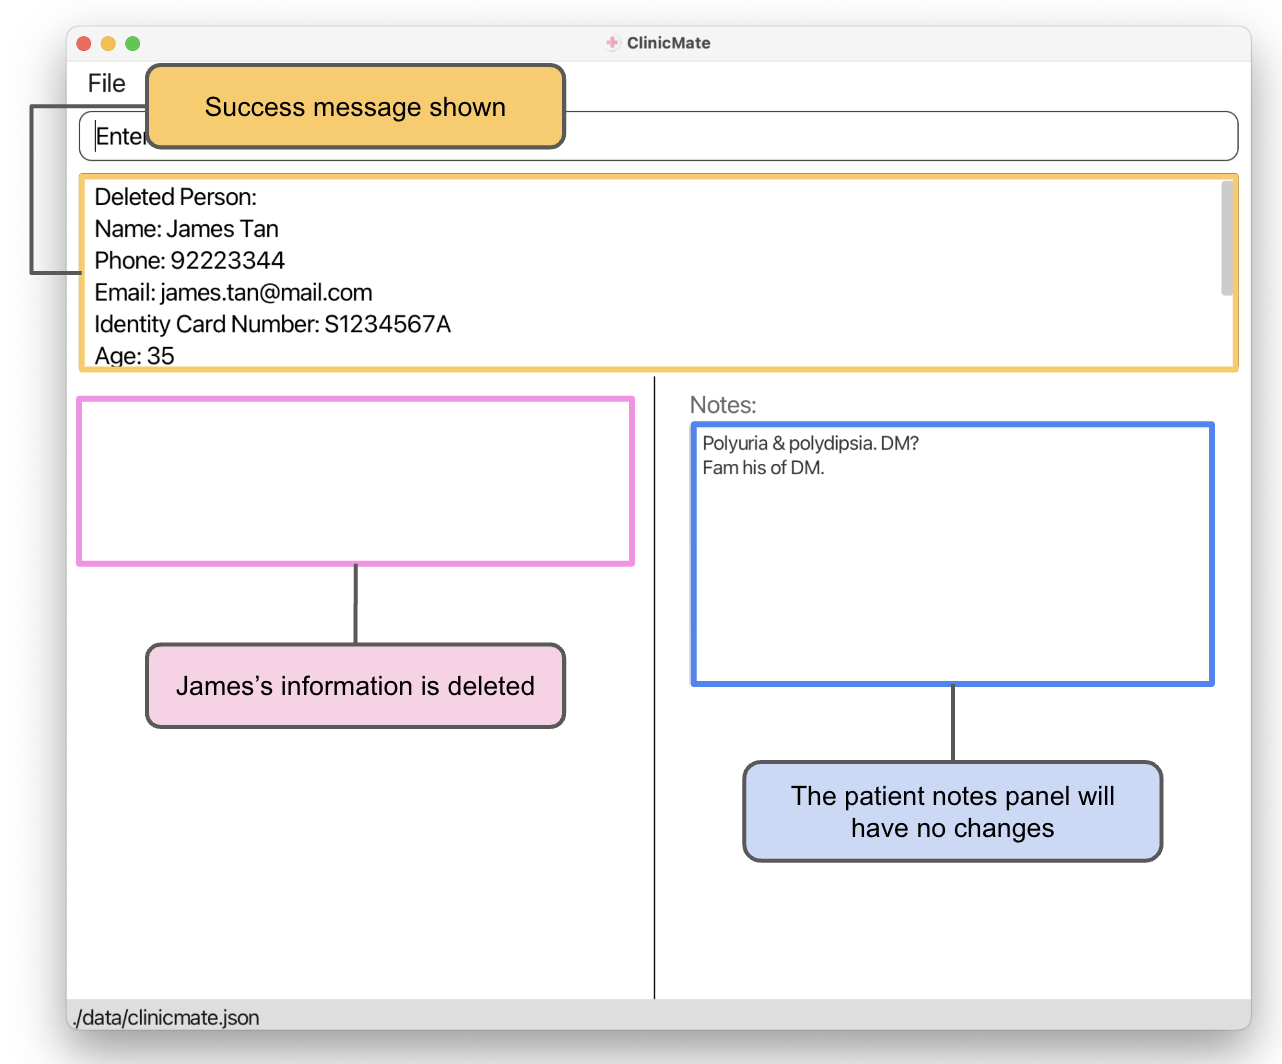 ClinicMate
File
Success message shown
Enter
Deleted Person:
Name: James Tan
Phone: 92223344
Email: james.tan@mail.com
Identity Card Number: S1234567A
Age: 35
Notes:
Polyuria & polydipsia. DM?
Fam his of DM.
James’s information is deleted
The patient notes panel will
have no changes
./data/clinicmate.json